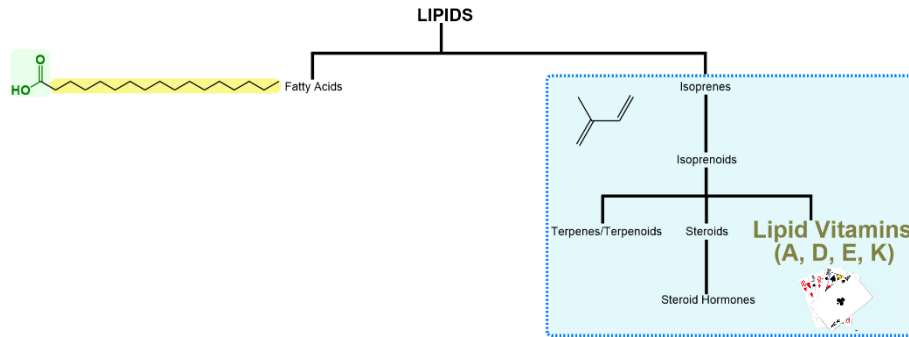 LIPIDS
O
HO
Fatty Acids
Isoprenes
Isoprenoids
Terpenes/Terpenoids
Steroids
Lipid Vitamins
(A, D, E, K)
Steroid Hormones